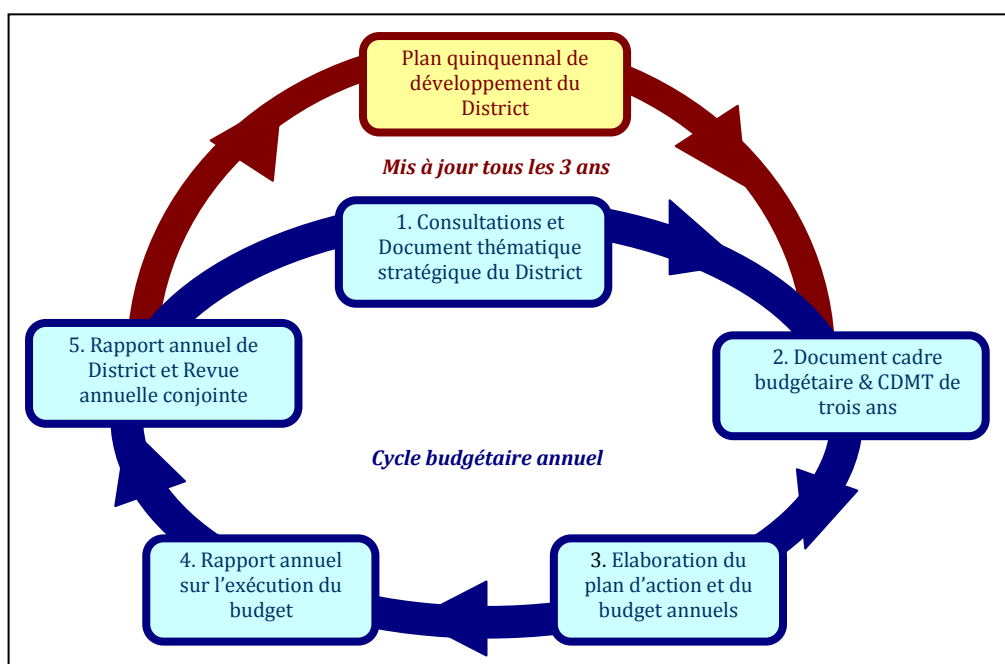 Plan quinquennal de
développement du
District
Mis à jour tous les 3 ans
1. Consultations et
Document thématique
stratégique du District
5. Rapport annuel de
District et Revue
annuelle conjointe
2. Document cadre
budgétaire & CDMT de
trois ans
Cycle budgétaire annuel
4. Rapport annuel
sur l’exécution du
budget
3. Elaboration du
plan d’action et du
budget annuels